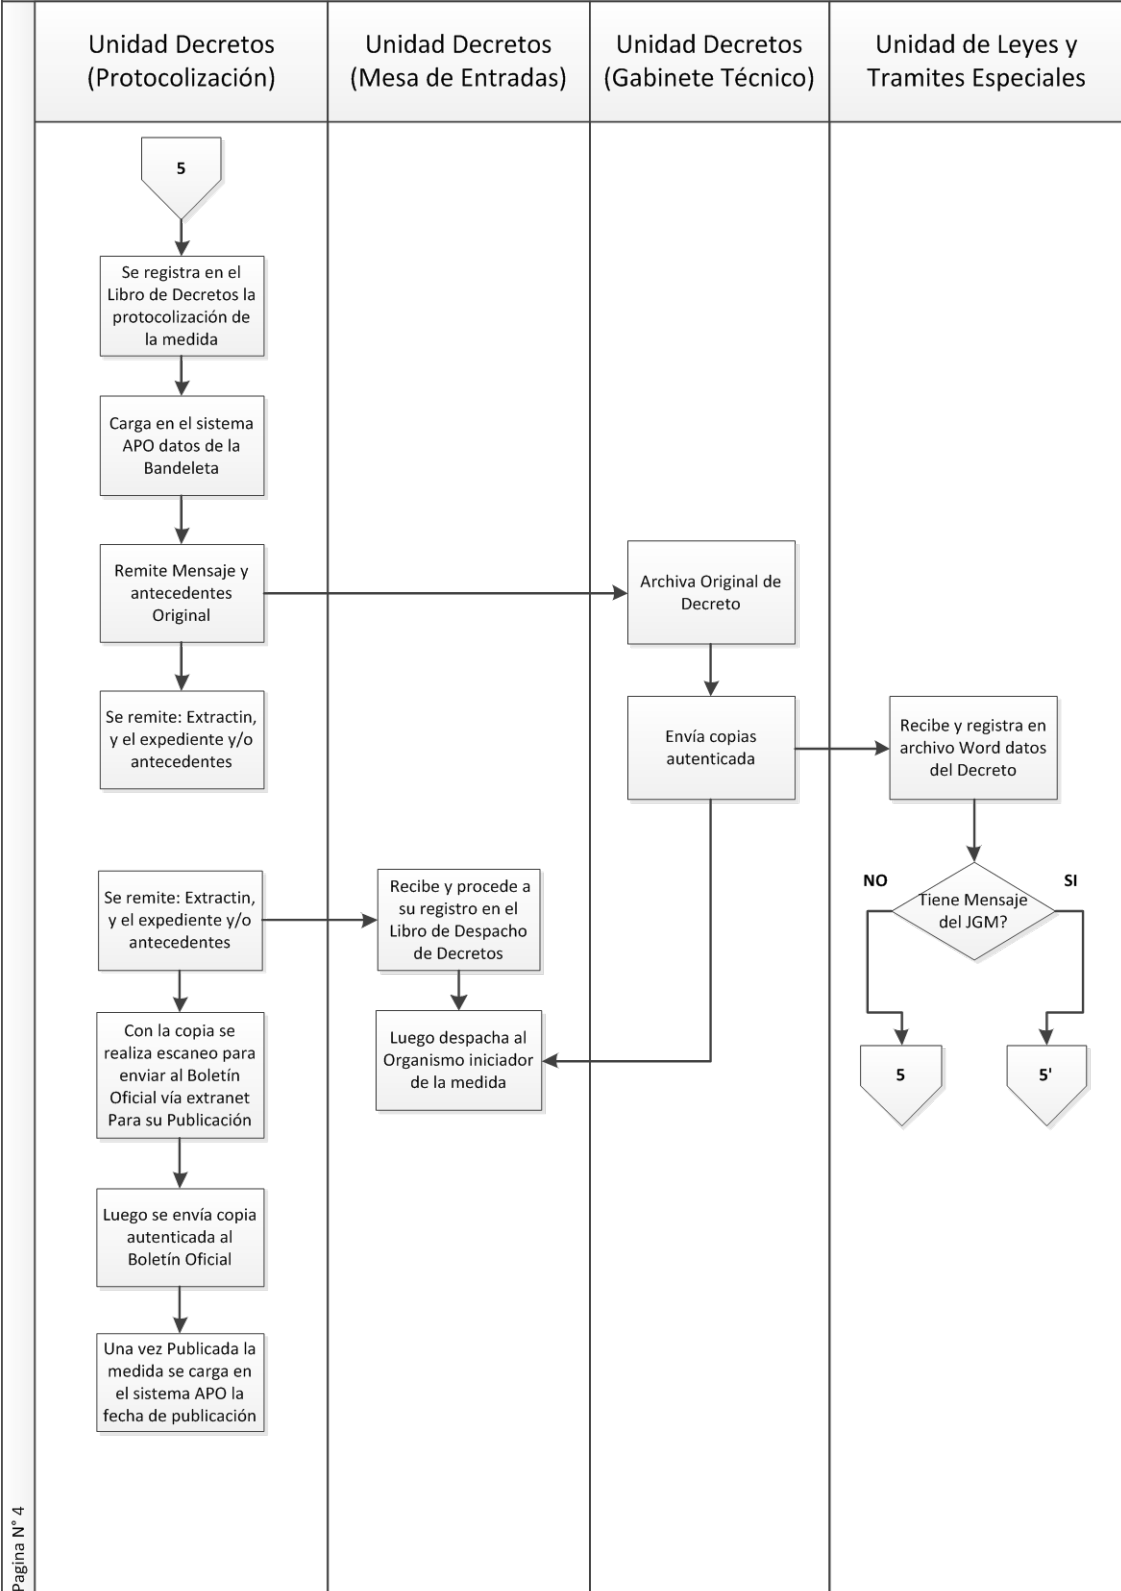 Unidad Decretos
(Protocolización)
Unidad Decretos
(Mesa de Entradas)
Unidad Decretos
(Gabinete Técnico)
Unidad de Leyes y
Tramites Especiales
5
Se registra en el
Libro de Decretos la
protocolización de
la medida
Carga en el sistema
APO datos de la
Bandeleta
Remite Mensaje y
antecedentes
Original
Archiva Original de
Decreto
Se remite: Extractin,
y el expediente y/o
antecedentes
Envía copias
autenticada
Recibe y registra en
archivo Word datos
del Decreto
Se remite: Extractin,
y el expediente y/o
antecedentes
Recibe y procede a
su registro en el
Libro de Despacho
de Decretos
NO
Tiene Mensaje
del JGM?
SI
Con la copia se
realiza escaneo para
enviar al Boletín
Oficial vía extranet
Para su Publicación
Luego despacha al
Organismo iniciador
de la medida
5
5'
Luego se envía copia
autenticada al
Boletín Oficial
Una vez Publicada la
medida se carga en
el sistema APO la
fecha de publicación
Pagina N° 4